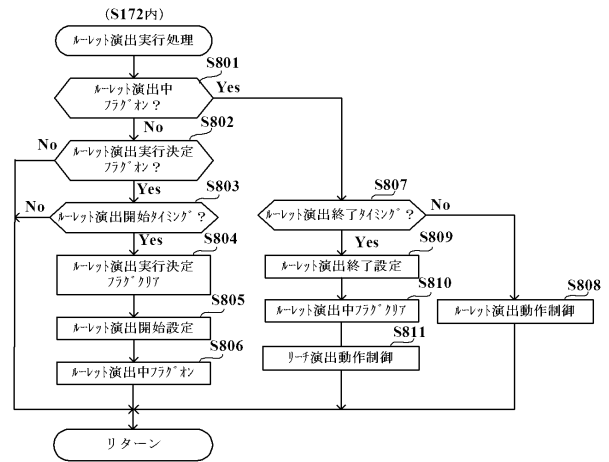 (S172内)
ﾙｰﾚｯﾄ演出実行処理
S801
ﾙｰﾚｯﾄ演出中
ﾌﾗｸﾞｵﾝ？
Yes
No
S802
No
ﾙｰﾚｯﾄ演出実行決定
ﾌﾗｸﾞｵﾝ？
Yes
S803
No
ﾙｰﾚｯﾄ演出開始ﾀｲﾐﾝｸﾞ？
Yes
S804
ﾙｰﾚｯﾄ演出実行決定
ﾌﾗｸﾞｸﾘｱ
S805
ﾙｰﾚｯﾄ演出開始設定
S806
ﾙｰﾚｯﾄ演出中ﾌﾗｸﾞｵﾝ
S807
ﾙｰﾚｯﾄ演出終了ﾀｲﾐﾝｸﾞ？
No
Yes
S809
ﾙｰﾚｯﾄ演出終了設定
S810
ﾙｰﾚｯﾄ演出中ﾌﾗｸﾞｸﾘｱ
S811
ﾘｰﾁ演出動作制御
S808
ﾙｰﾚｯﾄ演出動作制御
リターン